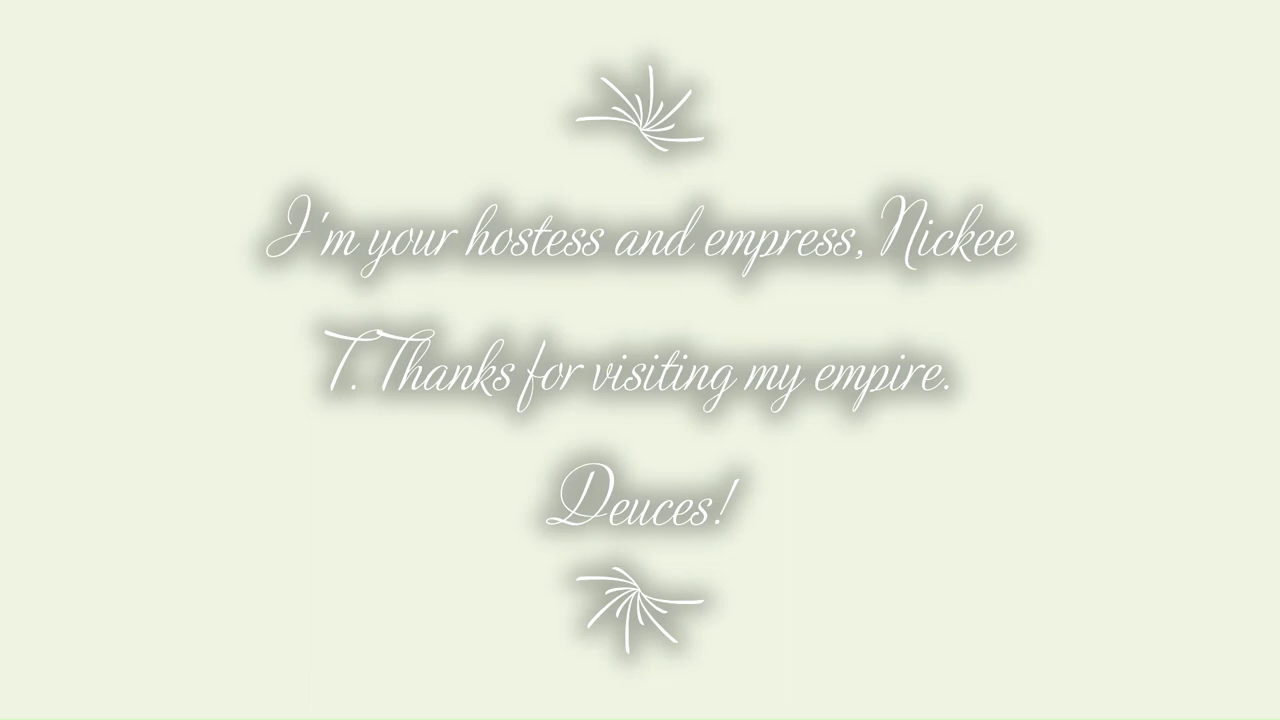 I'm your hostess and empress, Nickee
T. Thanks for visiting my empire.
Deuces!